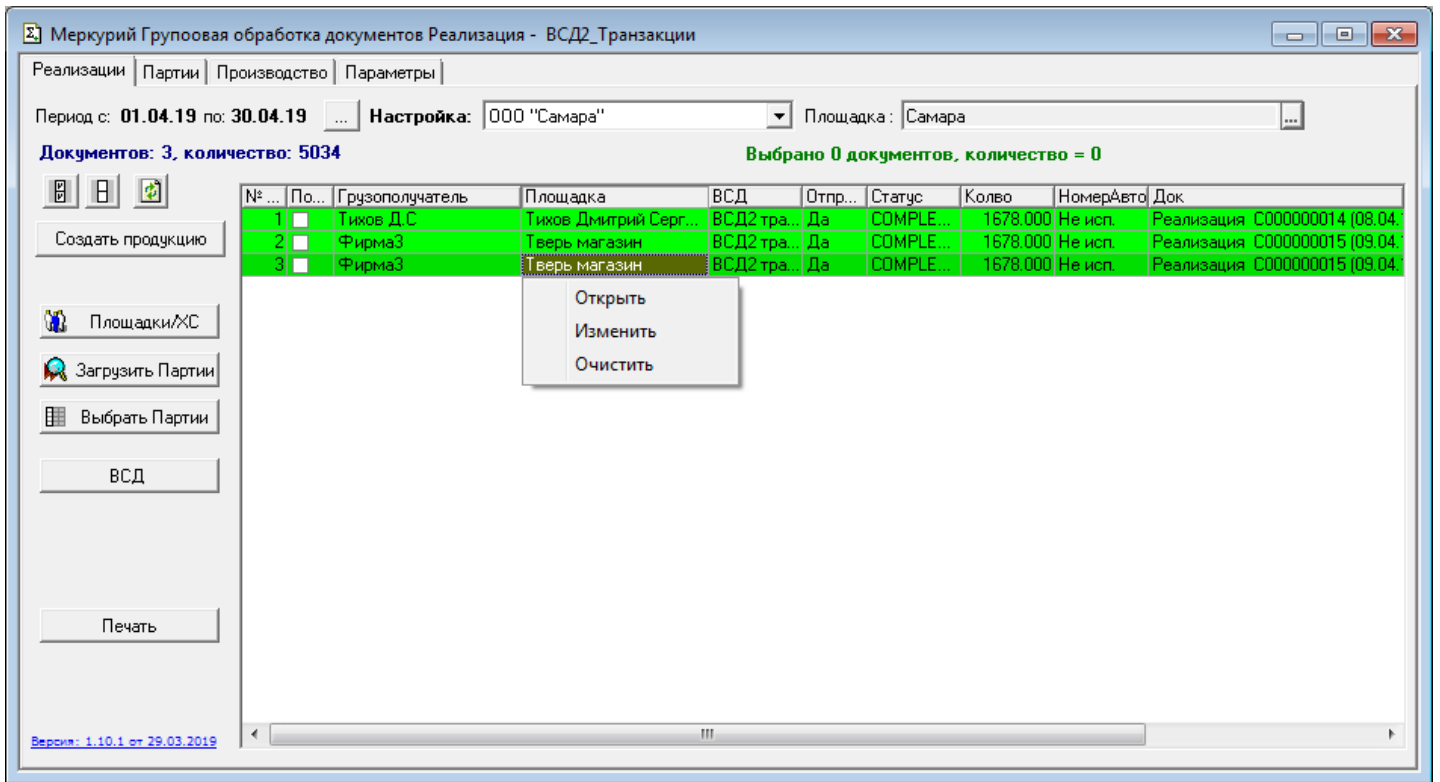 Меркурий Групоовая обработка документов Реализация - ВСД2_Транзакции
Реализации Партии Производство Параметры
Период с: 01.04.19 по: 30.04.19 ... Настройка: ООО "Самара" Площадка : Самара ...
Документов: 3, количество: 5034 Выбрано 0 документов, количество = 0
№ ... По... Грузополучатель Площадка ВСД Отпр... Статус Колво НомерАвто Док
1 Тихов Д.С Тихов Дмитрий Серг... ВСД2 тра... Да COMPLE... 1678.000 Не исп. Реализация С000000014 (08.04.
2 Фирма3 Тверь магазин ВСД2 тра... Да COMPLE... 1678.000 Не исп. Реализация С000000015 (09.04.
3 Фирма3 Тверь магазин ВСД2 тра... Да COMPLE... 1678.000 Не исп. Реализация С000000015 (09.04.
Открыть
Изменить
Очистить
Создать продукцию
Площадки/ХС
Загрузить Партии
Выбрать Партии
ВСД
Печать
Версия: 1.10.1 от 29.03.2019